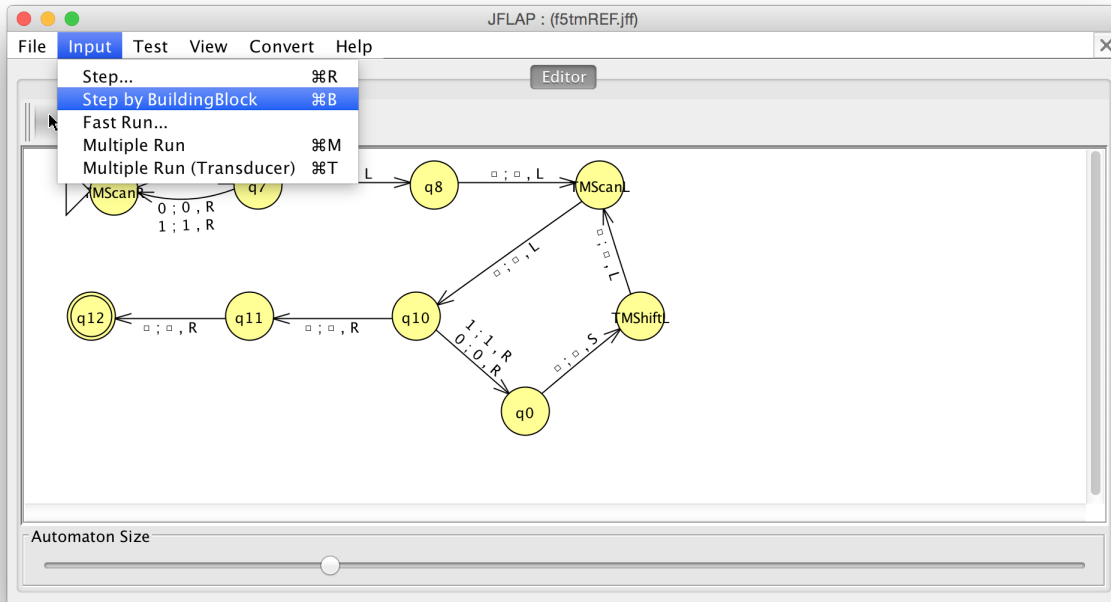 JFLAP : (f5tmREF.jff)
File Input Test View Convert Help
Step... ⌘R
Step by BuildingBlock ⌘B
Fast Run...
Multiple Run ⌘M
Multiple Run (Transducer) ⌘T
Editor
TMScanR
q7
L
q8
□ ; □ , L
TMScanL
0 ; 0 , R
1 ; 1 , R
□ ; □ , L
□ ; □ , L
q12
□ ; □ , R
q11
□ ; □ , R
q10
1 ; 1 , R
0 ; 0 , R
□ ; □ , S
TMShiftL
q0
Automaton Size